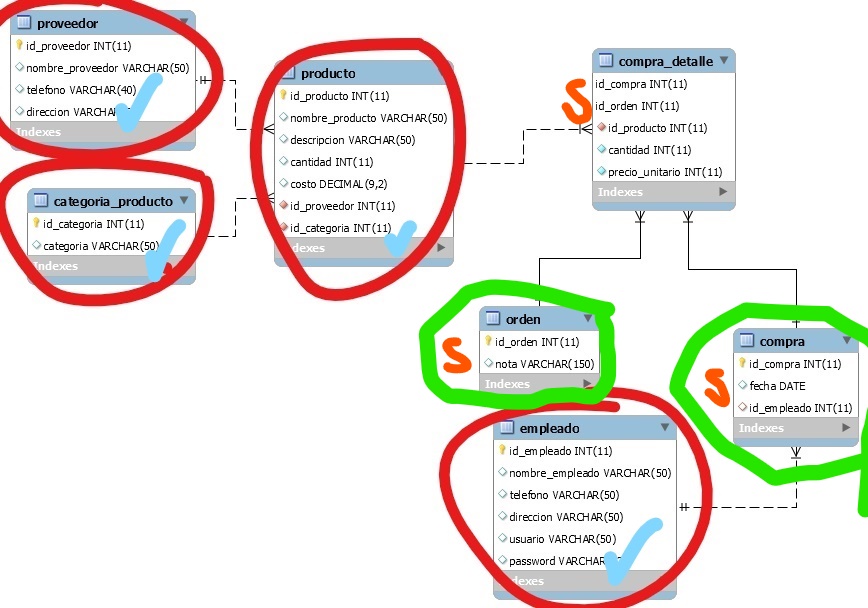 proveedor
id_proveedor INT(11)
nombre_proveedor VARCHAR(50)
telefono VARCHAR(40)
direccion
Indexes
categoria_producto
id_categoria INT(11)
categoria VARCHAR(50)
Indexes
producto
id_producto INT(11)
nombre_producto VARCHAR(50)
descripcion VARCHAR(50)
cantidad INT(11)
costo DECIMAL(9,2)
id_proveedor INT(11)
id_categoria INT(11)
Indexes
compra_detalle
id_compra INT(11)
id_orden INT(11)
id_producto INT(11)
cantidad INT(11)
precio_unitario INT(11)
Indexes
S
orden
id_orden INT(11)
nota VARCHAR(150)
Indexes
S
compra
id_compra INT(11)
fecha DATE
id_empleado INT(11)
Indexes
S
empleado
id_empleado INT(11)
nombre_empleado VARCHAR(50)
telefono VARCHAR(50)
direccion VARCHAR(50)
usuario VARCHAR(50)
password
Indexes